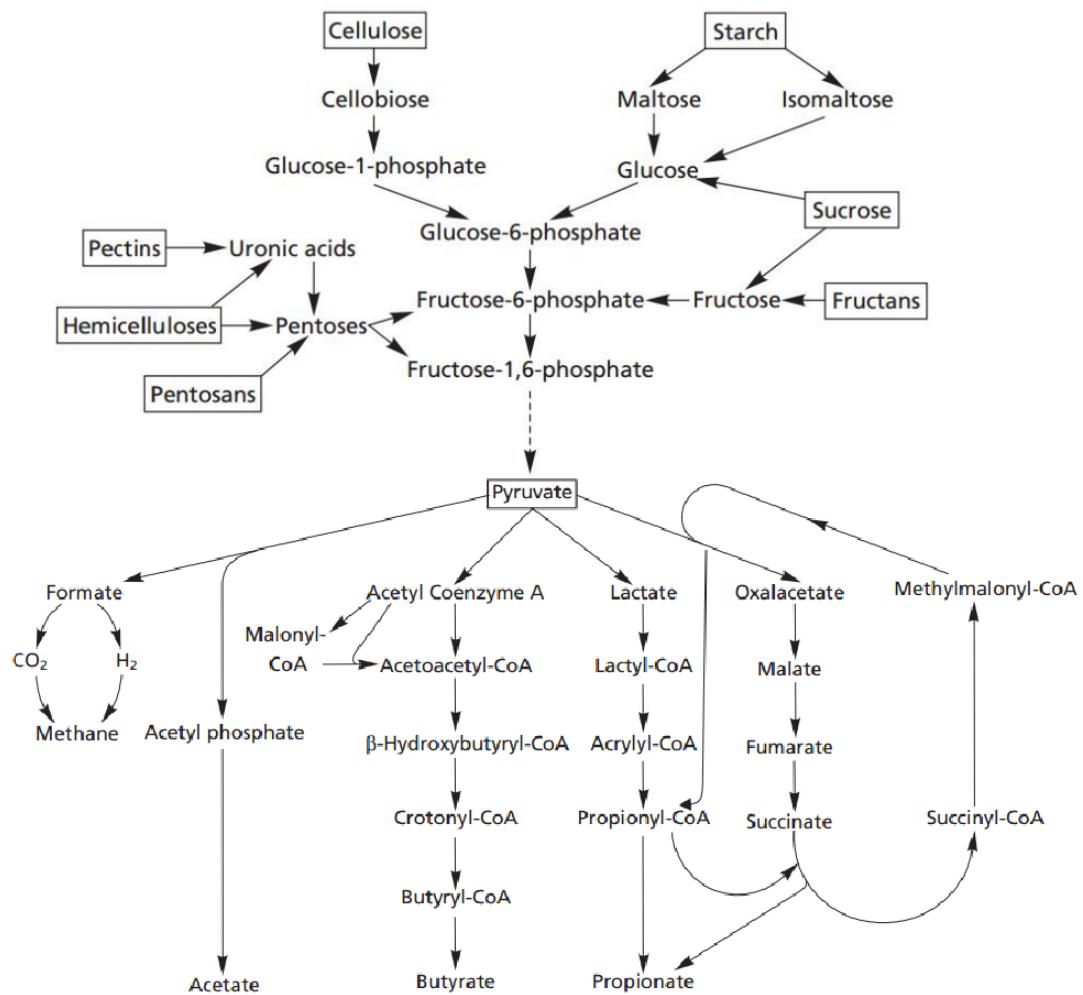 Cellulose
Starch
Cellobiose
Maltose
Isomaltose
Glucose-1-phosphate
Glucose
Sucrose
Glucose-6-phosphate
Pectins
Uronic acids
Fructose-6-phosphate
Fructose
Fructans
Hemicelluloses
Pentoses
Fructose-1,6-phosphate
Pentosans
Pyruvate
Formate
Acetyl Coenzyme A
Lactate
Oxalacetate
Methylmalonyl-CoA
Malonyl-
CoA
CO₂
H₂
Acetoacetyl-CoA
Lactyl-CoA
Malate
Methane
Acetyl phosphate
β-Hydroxybutyryl-CoA
Acrylyl-CoA
Fumarate
Crotonyl-CoA
Propionyl-CoA
Succinate
Succinyl-CoA
Butyryl-CoA
Acetate
Butyrate
Propionate